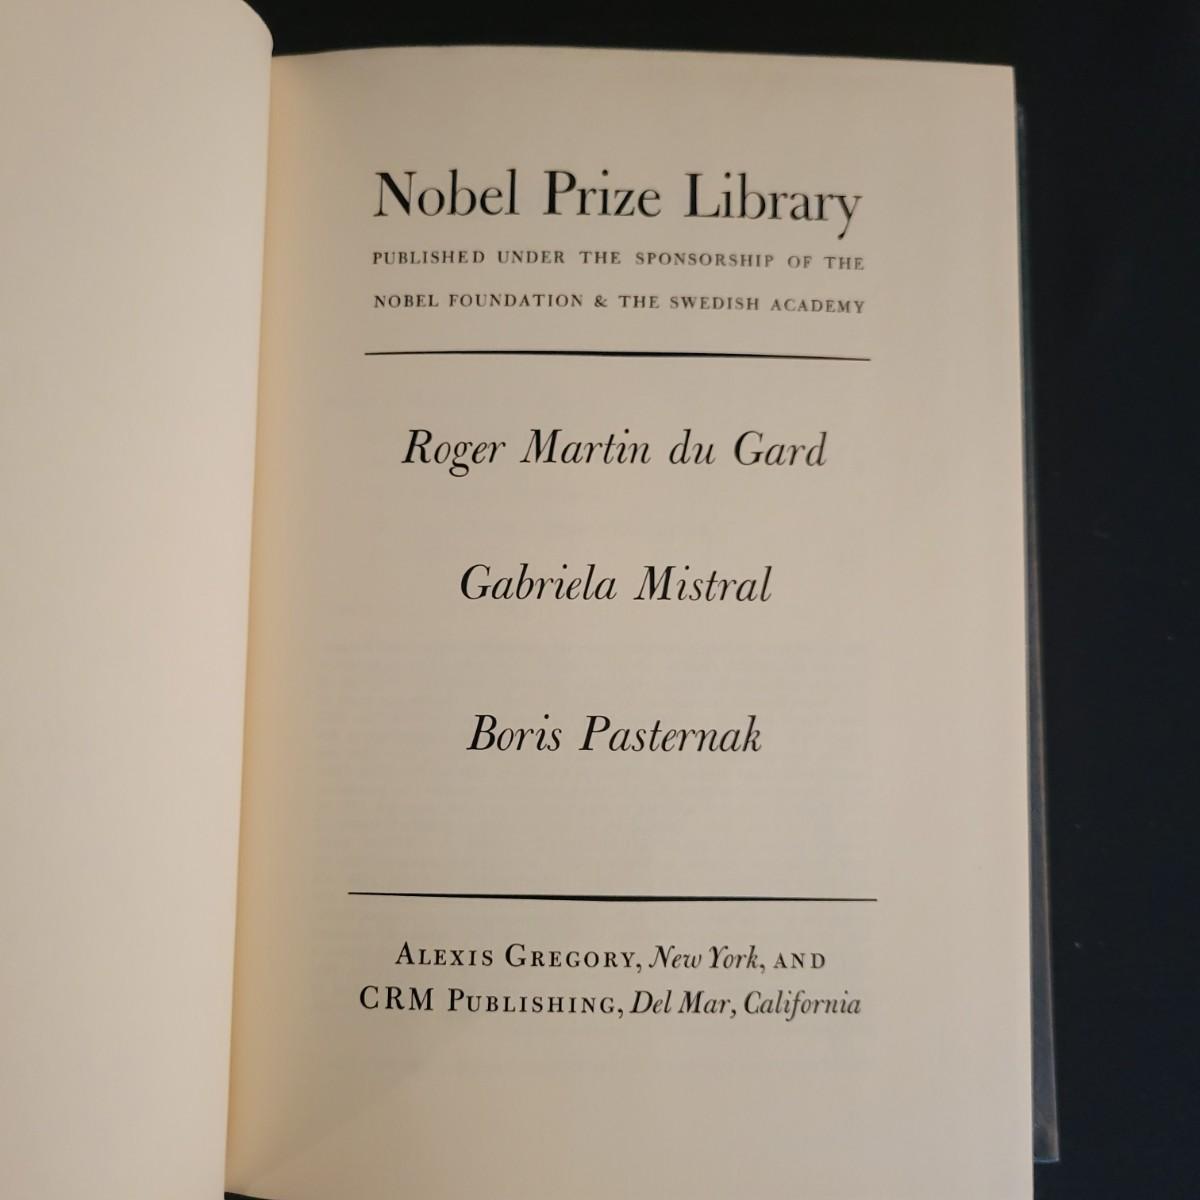 Nobel Prize Library
PUBLISHED UNDER THE SPONSORSHIP OF THE
NOBEL FOUNDATION & THE SWEDISH ACADEMY
Roger Martin du Gard
Gabriela Mistral
Boris Pasternak
ALEXIS GREGORY, New York, AND
CRM PUBLISHING, Del Mar, California